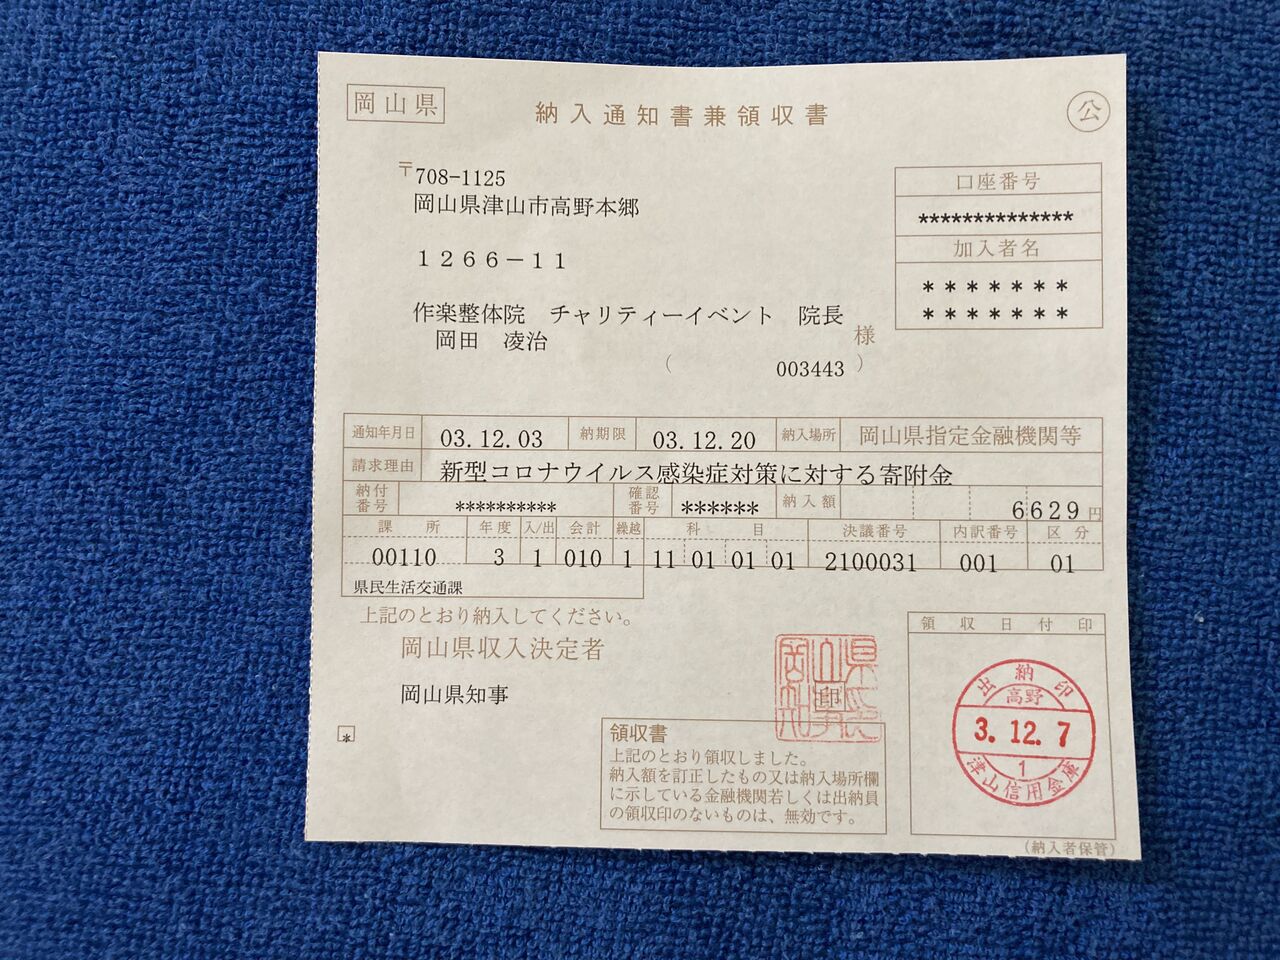 岡山県
納入通知書兼領収書
公
〒708-1125
岡山県津山市高野本郷
１２６６－１１
作楽整体院　チャリティーイベント　院長
岡田　凌治
様
（　003443　）
口座番号
**************
加入者名
*******
*******
通知年月日 03.12.03 納期限 03.12.20 納入場所 岡山県指定金融機関等
請求理由 新型コロナウイルス感染症対策に対する寄附金
納付番号 ********** 確認番号 ****** 納入額 6629円
課所 年度 入/出 会計 繰越 科目 決議番号 内訳番号 区分
00110 3 1 010 1 11 01 01 01 2100031 001 01
県民生活交通課
上記のとおり納入してください。
岡山県収入決定者
岡山県知事
岡山県知事之印
*
領収書
上記のとおり領収しました。
納入額を訂正したもの又は納入場所欄
に示している金融機関若しくは出納員
の領収印のないものは、無効です。
領収日付印
出納印
高野
3.12.7
1
津山信用金庫
（納入者保管）